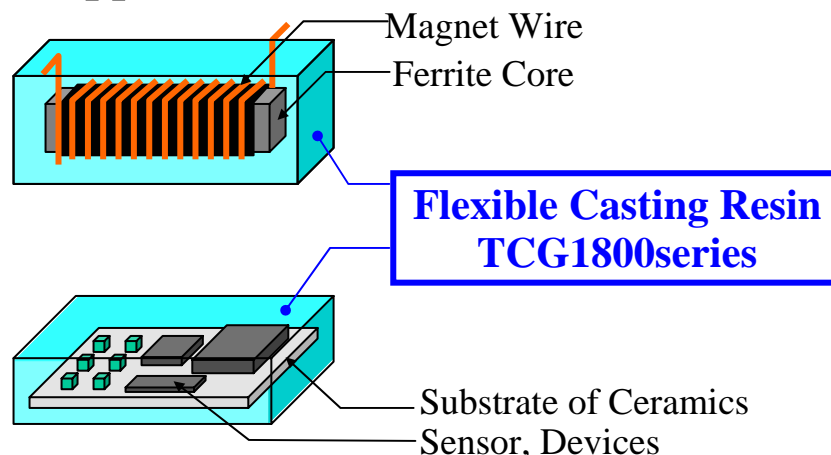 Magnet Wire
Ferrite Core
Flexible Casting Resin
TCG1800series
Substrate of Ceramics
Sensor, Devices